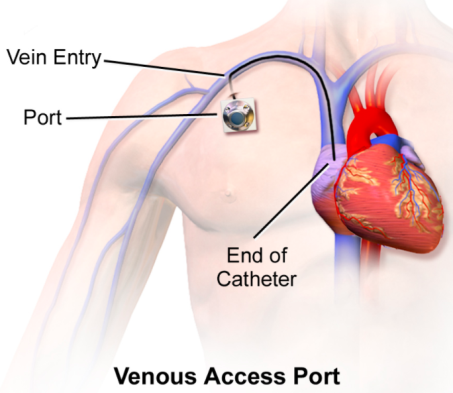 Vein Entry
Port
End of
Catheter
Venous Access Port